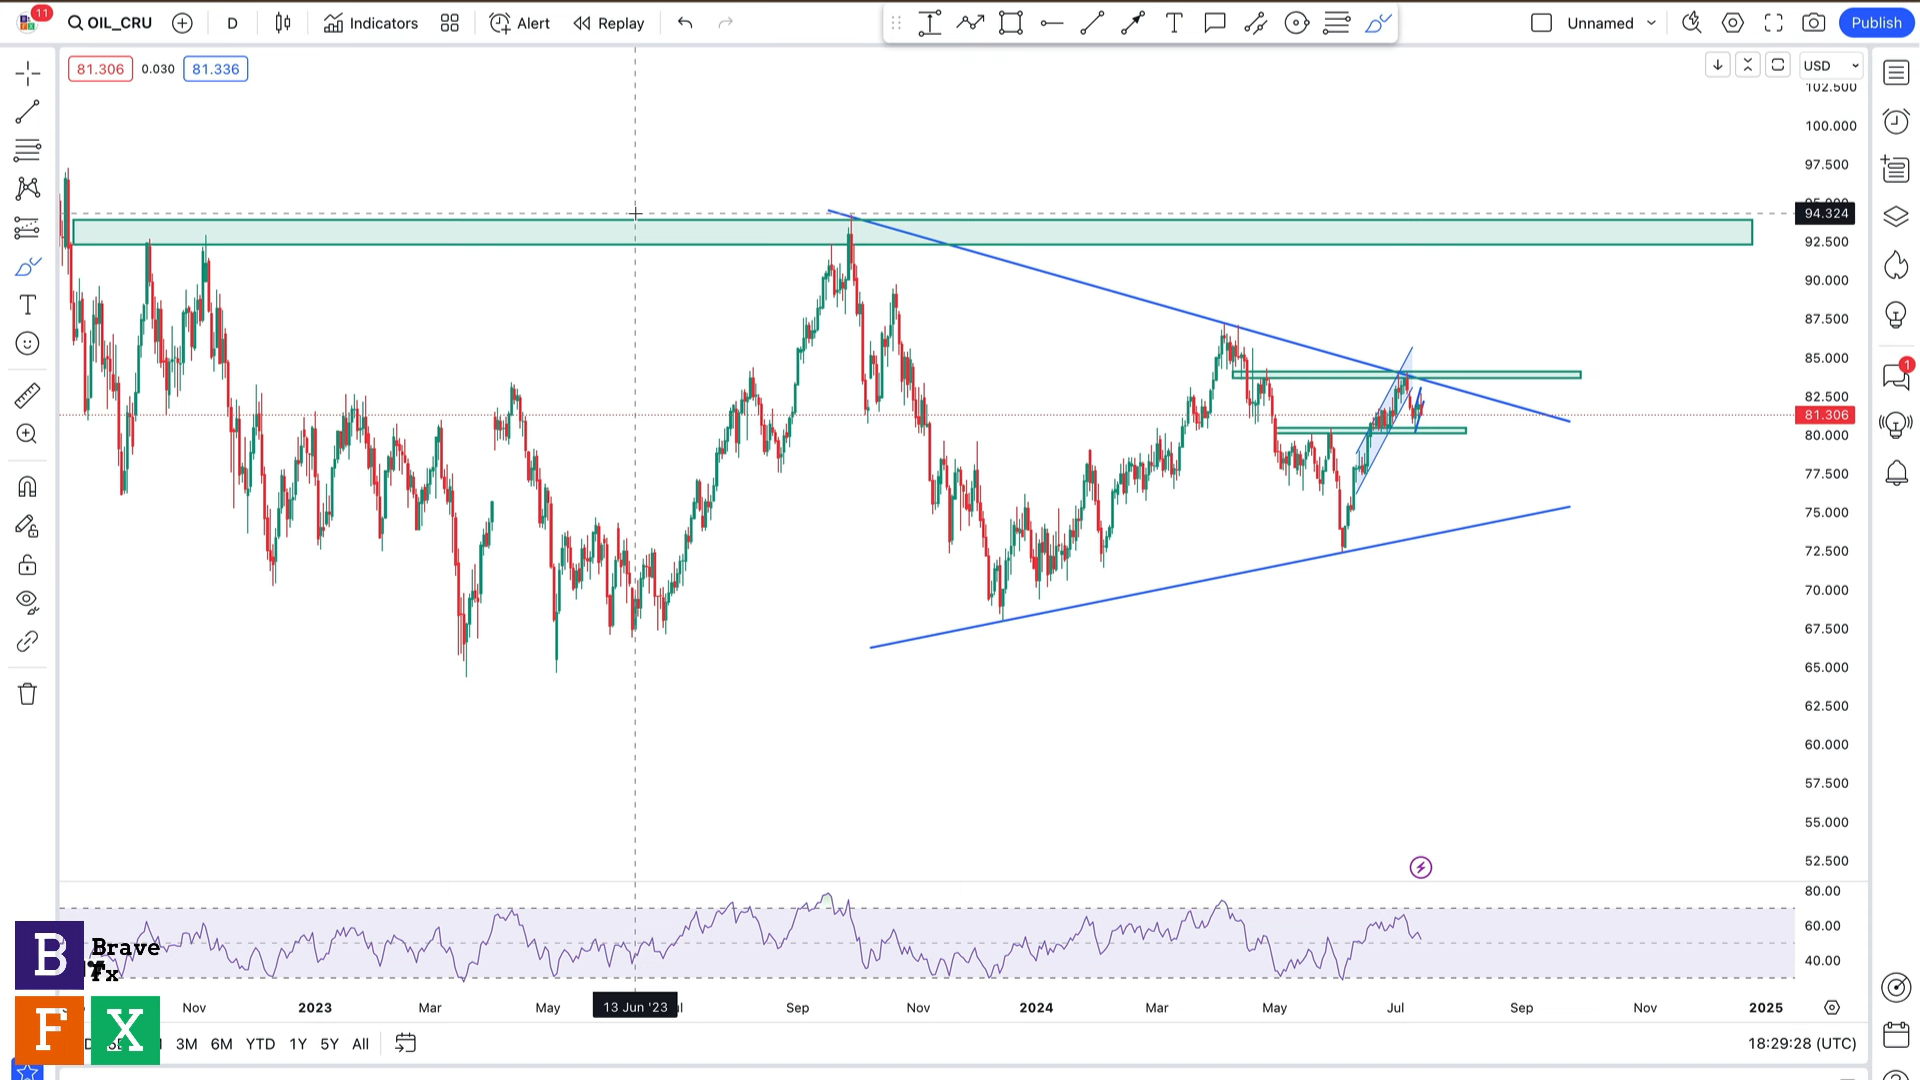 11
OIL_CRU
D
Indicators
Alert
Replay
Unnamed
Publish
81.306
0.030
81.336
USD
102.500
100.000
97.500
94.324
92.500
90.000
87.500
85.000
82.500
81.306
80.000
77.500
75.000
72.500
70.000
67.500
65.000
62.500
60.000
57.500
55.000
52.500
80.00
60.00
40.00
1
B
Brave
Fx
F
X
Nov
2023
Mar
May
13 Jun '23
Sep
Nov
2024
Mar
May
Jul
Sep
Nov
2025
3M
6M
YTD
1Y
5Y
All
18:29:28 (UTC)